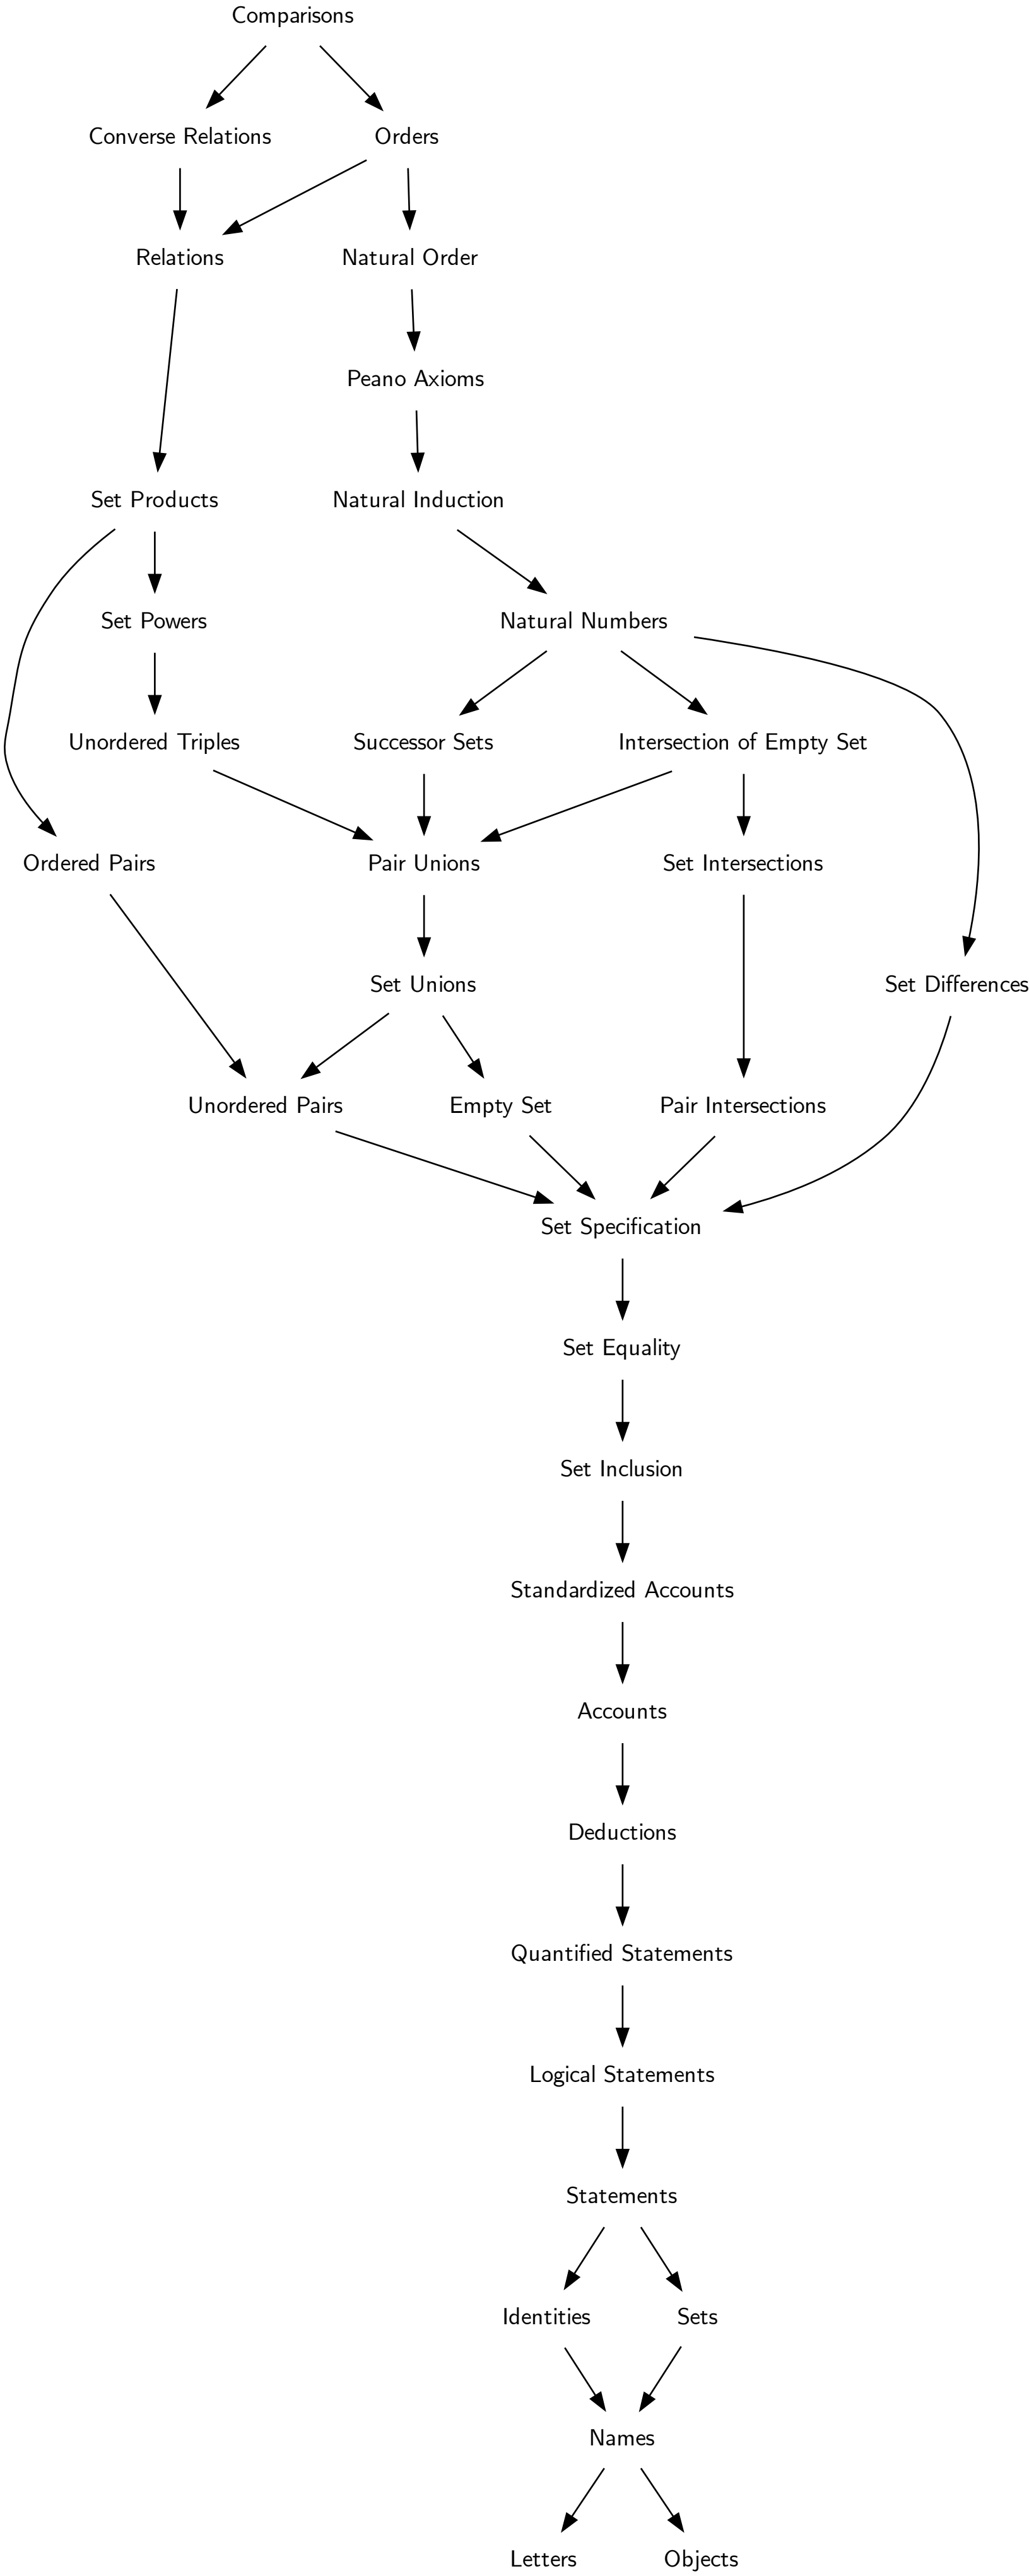 Comparisons
Converse Relations
Orders
Relations
Natural Order
Peano Axioms
Set Products
Natural Induction
Set Powers
Natural Numbers
Unordered Triples
Successor Sets
Intersection of Empty Set
Ordered Pairs
Pair Unions
Set Intersections
Set Unions
Set Differences
Unordered Pairs
Empty Set
Pair Intersections
Set Specification
Set Equality
Set Inclusion
Standardized Accounts
Accounts
Deductions
Quantified Statements
Logical Statements
Statements
Identities
Sets
Names
Letters
Objects